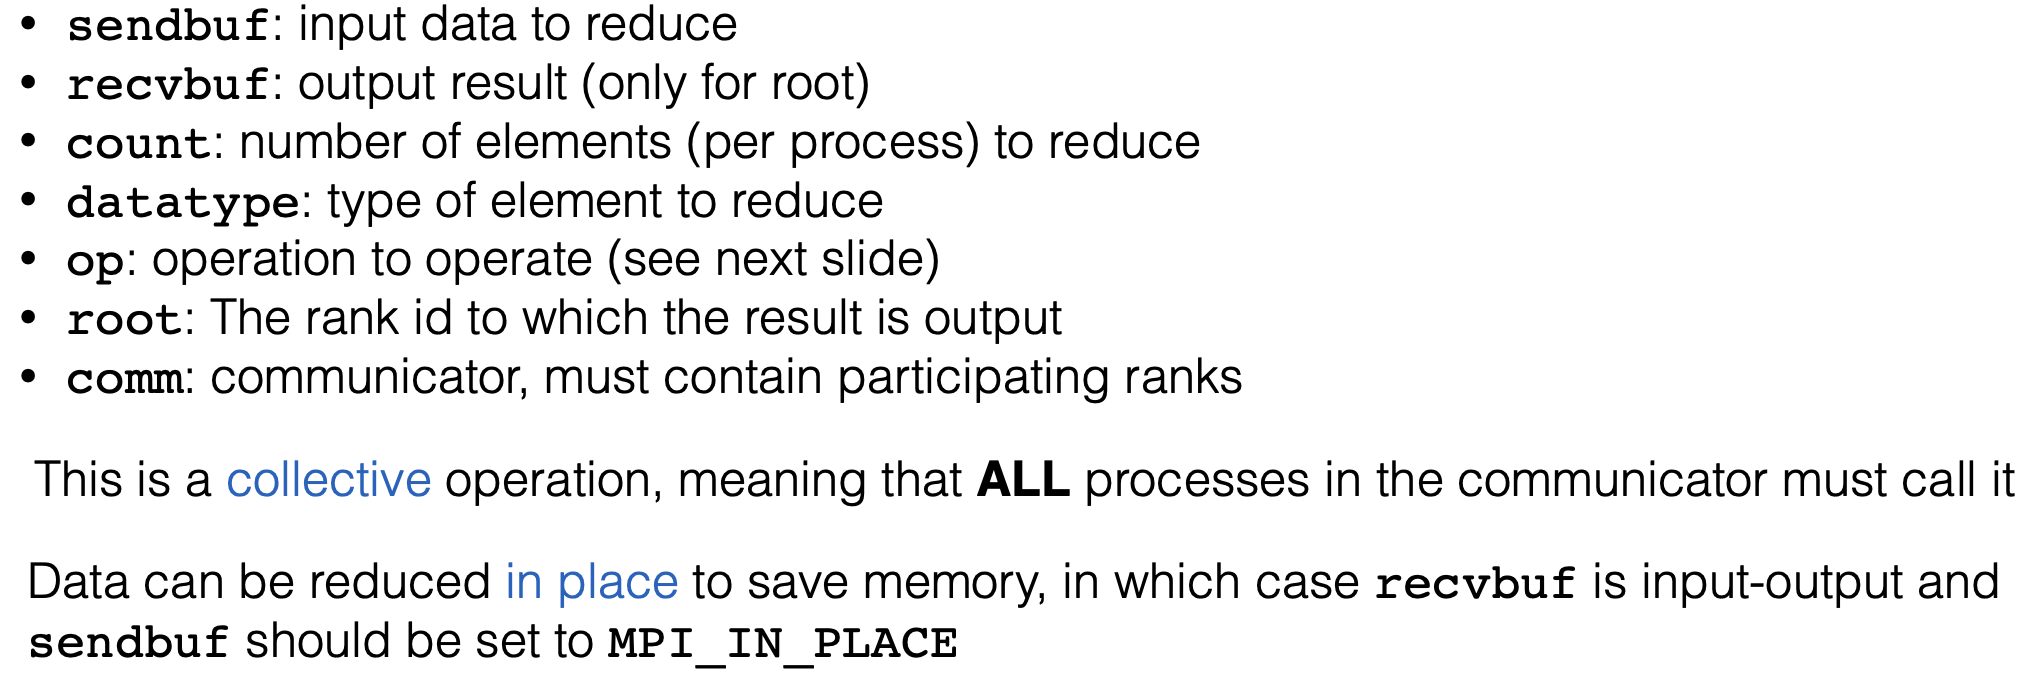 • sendbuf: input data to reduce
• recvbuf: output result (only for root)
• count: number of elements (per process) to reduce
• datatype: type of element to reduce
• op: operation to operate (see next slide)
• root: The rank id to which the result is output
• comm: communicator, must contain participating ranks
This is a collective operation, meaning that ALL processes in the communicator must call it
Data can be reduced in place to save memory, in which case recvbuf is input-output and
sendbuf should be set to MPI_IN_PLACE